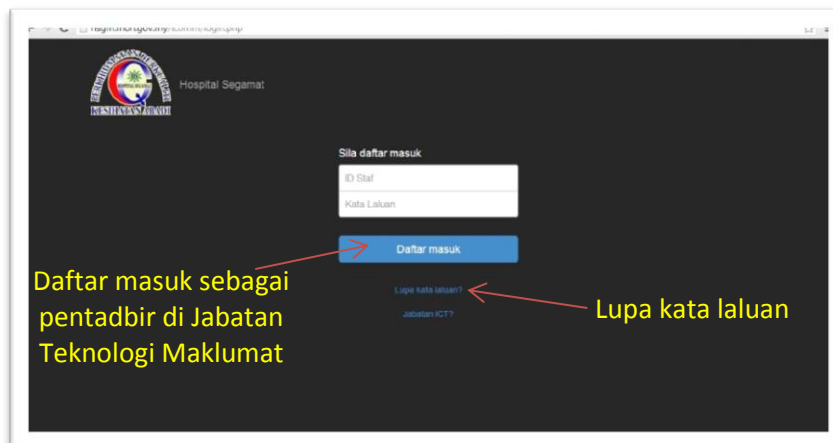 Hospital Segamat
Sila daftar masuk
ID Staf
Kata Laluan
Daftar masuk
Lupa kata laluan?
Jabatan ICT?
Daftar masuk sebagai
pentadbir di Jabatan
Teknologi Maklumat
Lupa kata laluan